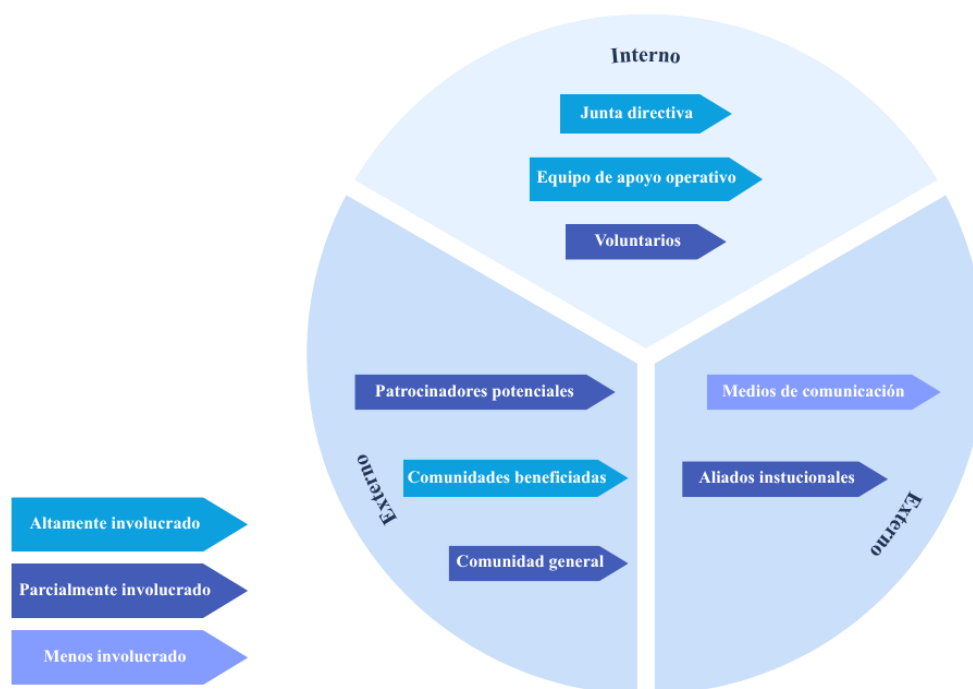 Interno
Junta directiva
Equipo de apoyo operativo
Voluntarios
Patrocinadores potenciales
Comunidades beneficiadas
Comunidad general
Externo
Medios de comunicación
Aliados instucionales
Externo
Altamente involucrado
Parcialmente involucrado
Menos involucrado